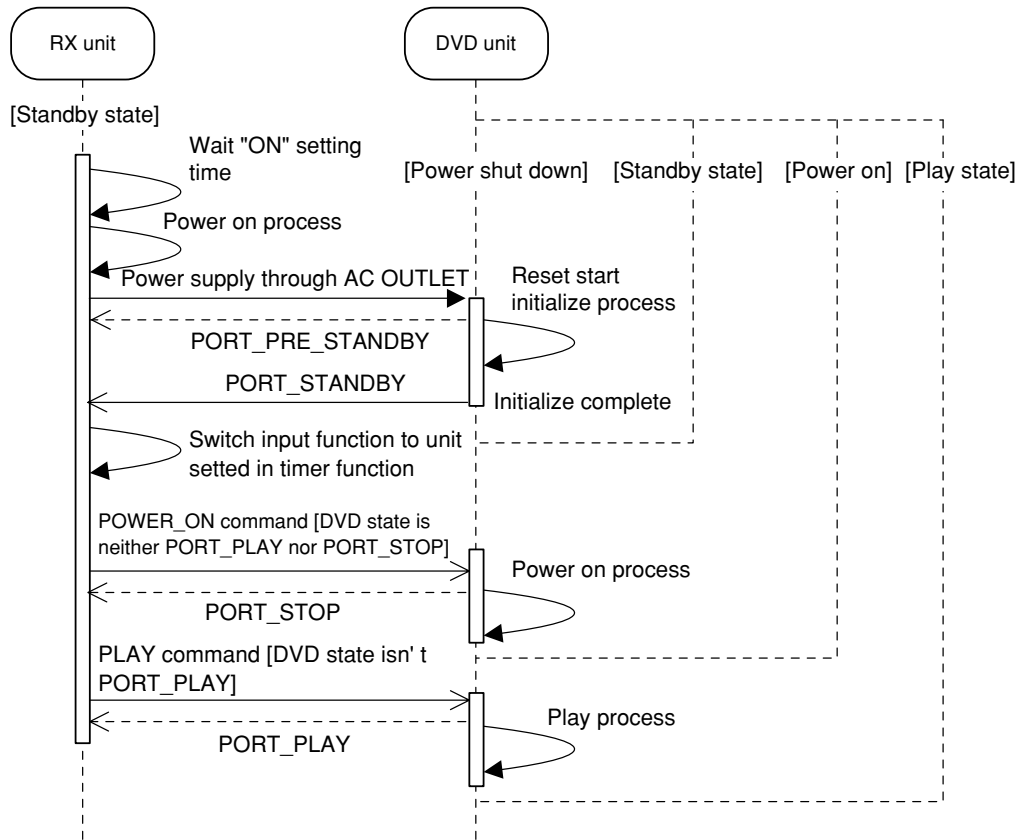 RX unit
DVD unit
[Standby state]
Wait "ON" setting
time
[Power shut down]
[Standby state]
[Power on]
[Play state]
Power on process
Power supply through AC OUTLET
Reset start
initialize process
PORT_PRE_STANDBY
PORT_STANDBY
Initialize complete
Switch input function to unit
setted in timer function
POWER_ON command [DVD state is
neither PORT_PLAY nor PORT_STOP]
Power on process
PORT_STOP
PLAY command [DVD state isn' t
PORT_PLAY]
Play process
PORT_PLAY